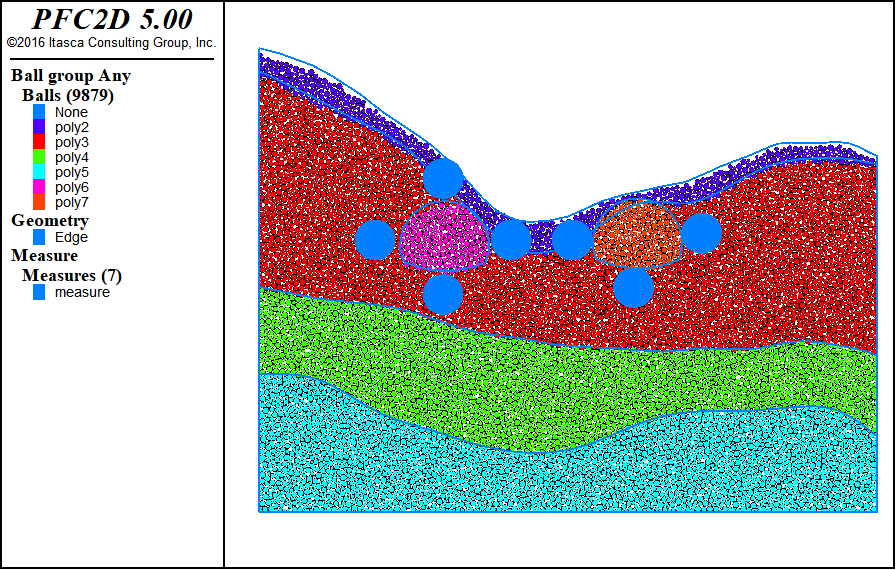 PFC2D 5.00
©2016 Itasca Consulting Group, Inc.
Ball group Any
Balls (9879)
None
poly2
poly3
poly4
poly5
poly6
poly7
Geometry
Edge
Measure
Measures (7)
measure